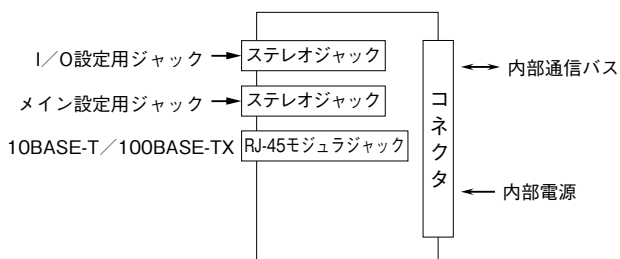 I／O設定用ジャック
ステレオジャック
メイン設定用ジャック
ステレオジャック
10BASE-T／100BASE-TX
RJ-45モジュラジャック
コネクタ
内部通信バス
内部電源